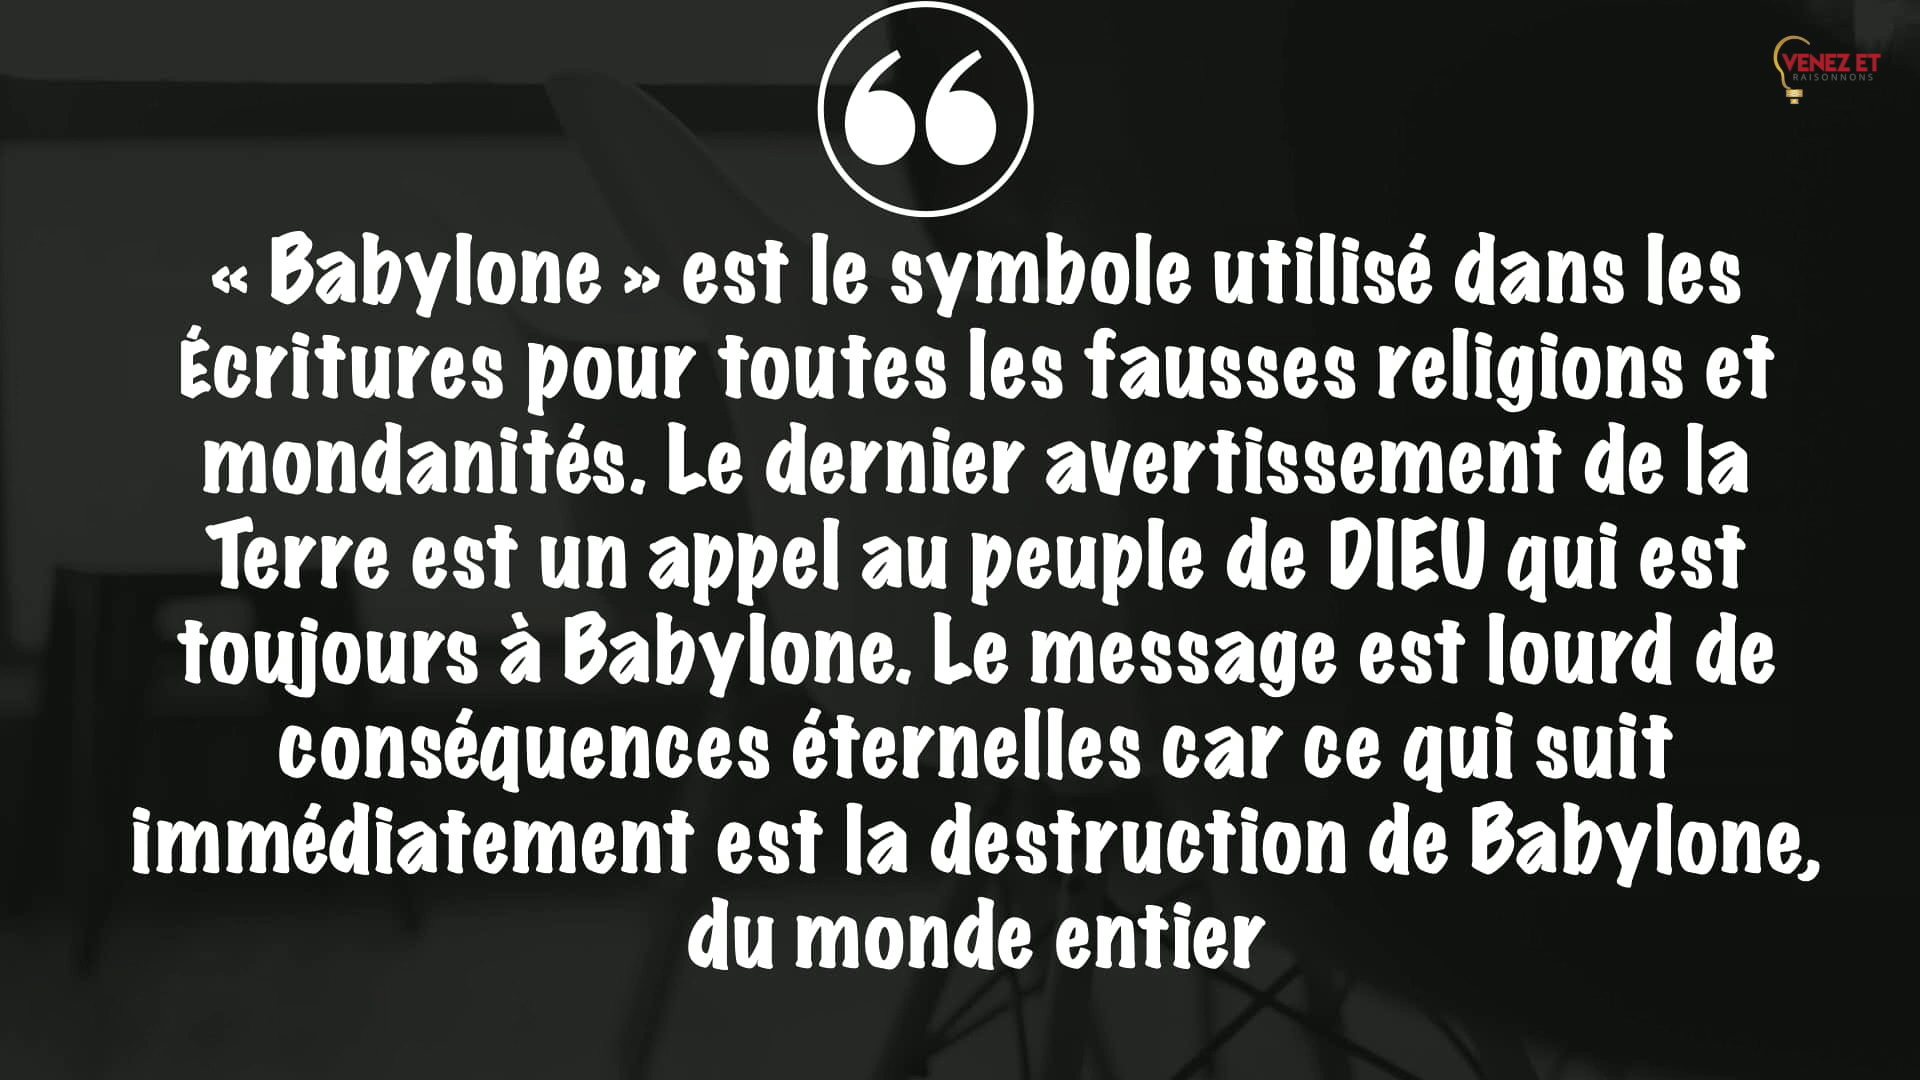 VENEZ ET
RAISONNONS
« Babylone » est le symbole utilisé dans les
Écritures pour toutes les fausses religions et
mondanités. Le dernier avertissement de la
Terre est un appel au peuple de DIEU qui est
toujours à Babylone. Le message est lourd de
conséquences éternelles car ce qui suit
immédiatement est la destruction de Babylone,
du monde entier